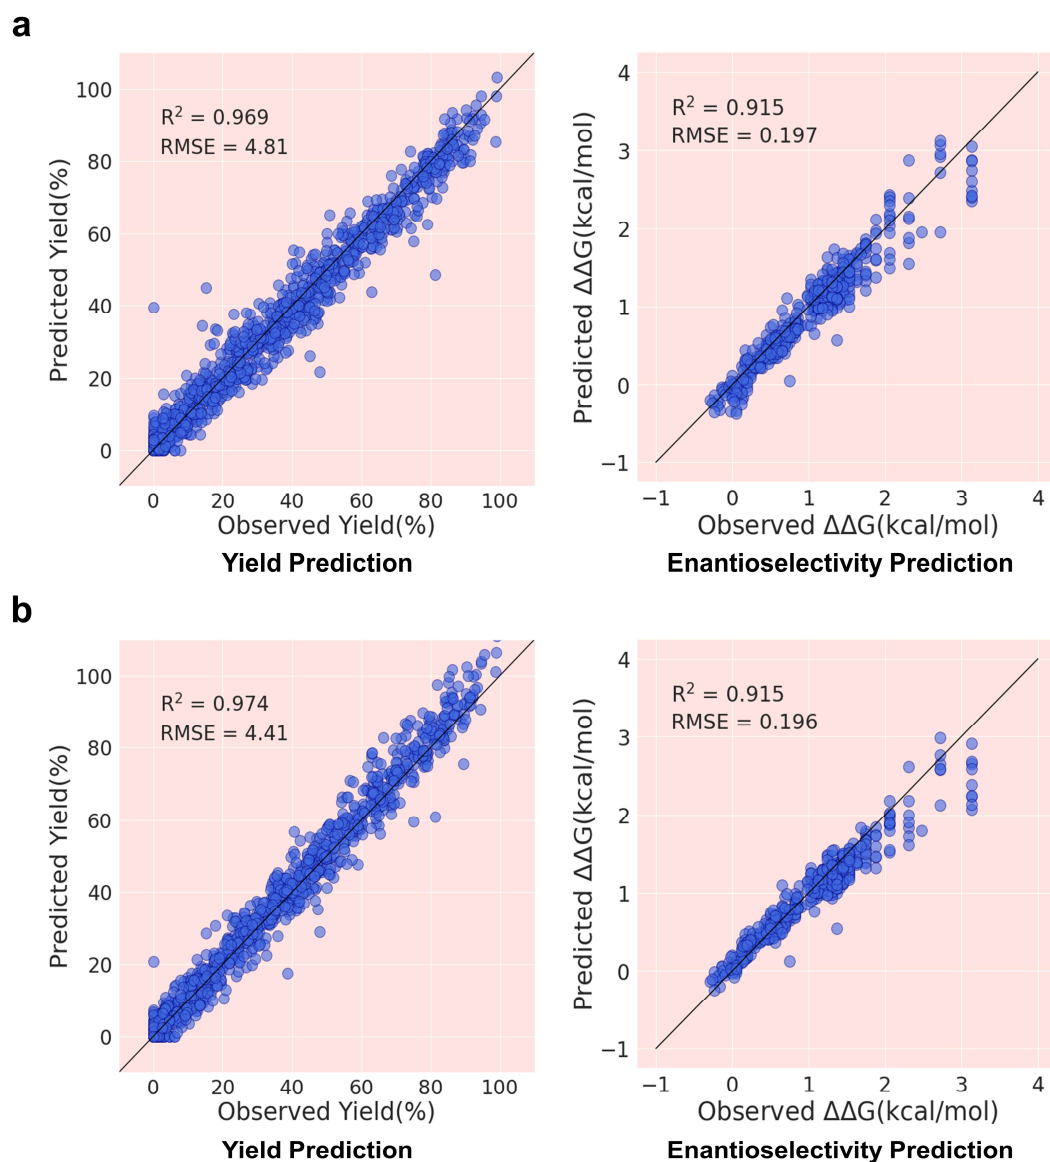 a
R² = 0.969
RMSE = 4.81
100
80
60
40
20
0
Predicted Yield(%)
0 20 40 60 80 100
Observed Yield(%)
Yield Prediction
R² = 0.915
RMSE = 0.197
4
3
2
1
0
−1
Predicted ΔΔG(kcal/mol)
−1 0 1 2 3 4
Observed ΔΔG(kcal/mol)
Enantioselectivity Prediction
b
R² = 0.974
RMSE = 4.41
100
80
60
40
20
0
Predicted Yield(%)
0 20 40 60 80 100
Observed Yield(%)
Yield Prediction
R² = 0.915
RMSE = 0.196
4
3
2
1
0
−1
Predicted ΔΔG(kcal/mol)
−1 0 1 2 3 4
Observed ΔΔG(kcal/mol)
Enantioselectivity Prediction